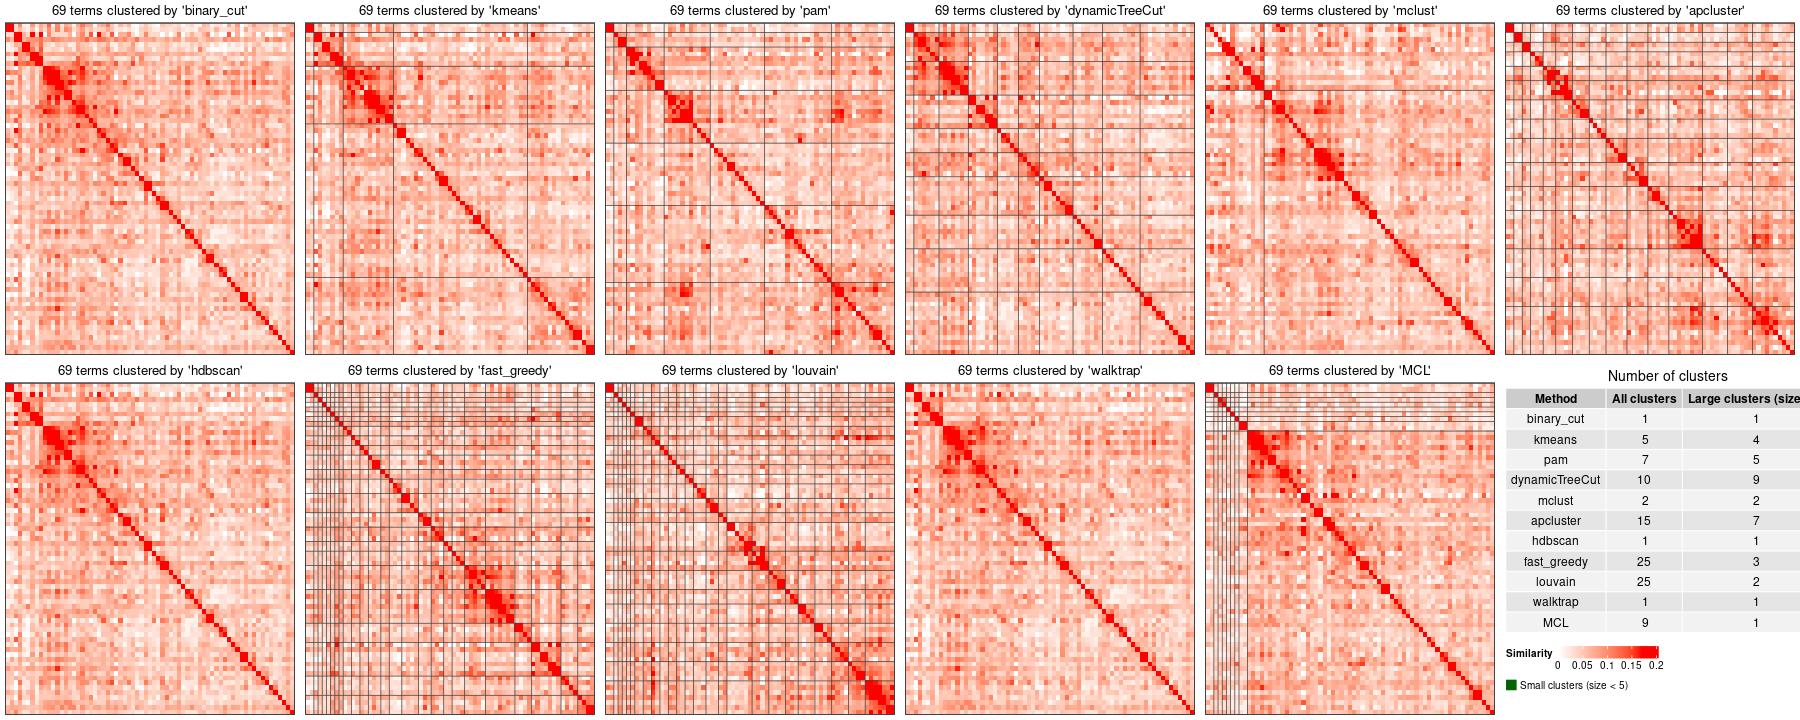 69 terms clustered by 'binary_cut'
69 terms clustered by 'kmeans'
69 terms clustered by 'pam'
69 terms clustered by 'dynamicTreeCut'
69 terms clustered by 'mclust'
69 terms clustered by 'apcluster'
69 terms clustered by 'hdbscan'
69 terms clustered by 'fast_greedy'
69 terms clustered by 'louvain'
69 terms clustered by 'walktrap'
69 terms clustered by 'MCL'
Number of clusters
Method All clusters Large clusters (size
binary_cut 1 1
kmeans 5 4
pam 7 5
dynamicTreeCut 10 9
mclust 2 2
apcluster 15 7
hdbscan 1 1
fast_greedy 25 3
louvain 25 2
walktrap 1 1
MCL 9 1
Similarity
0 0.05 0.1 0.15 0.2
Small clusters (size < 5)